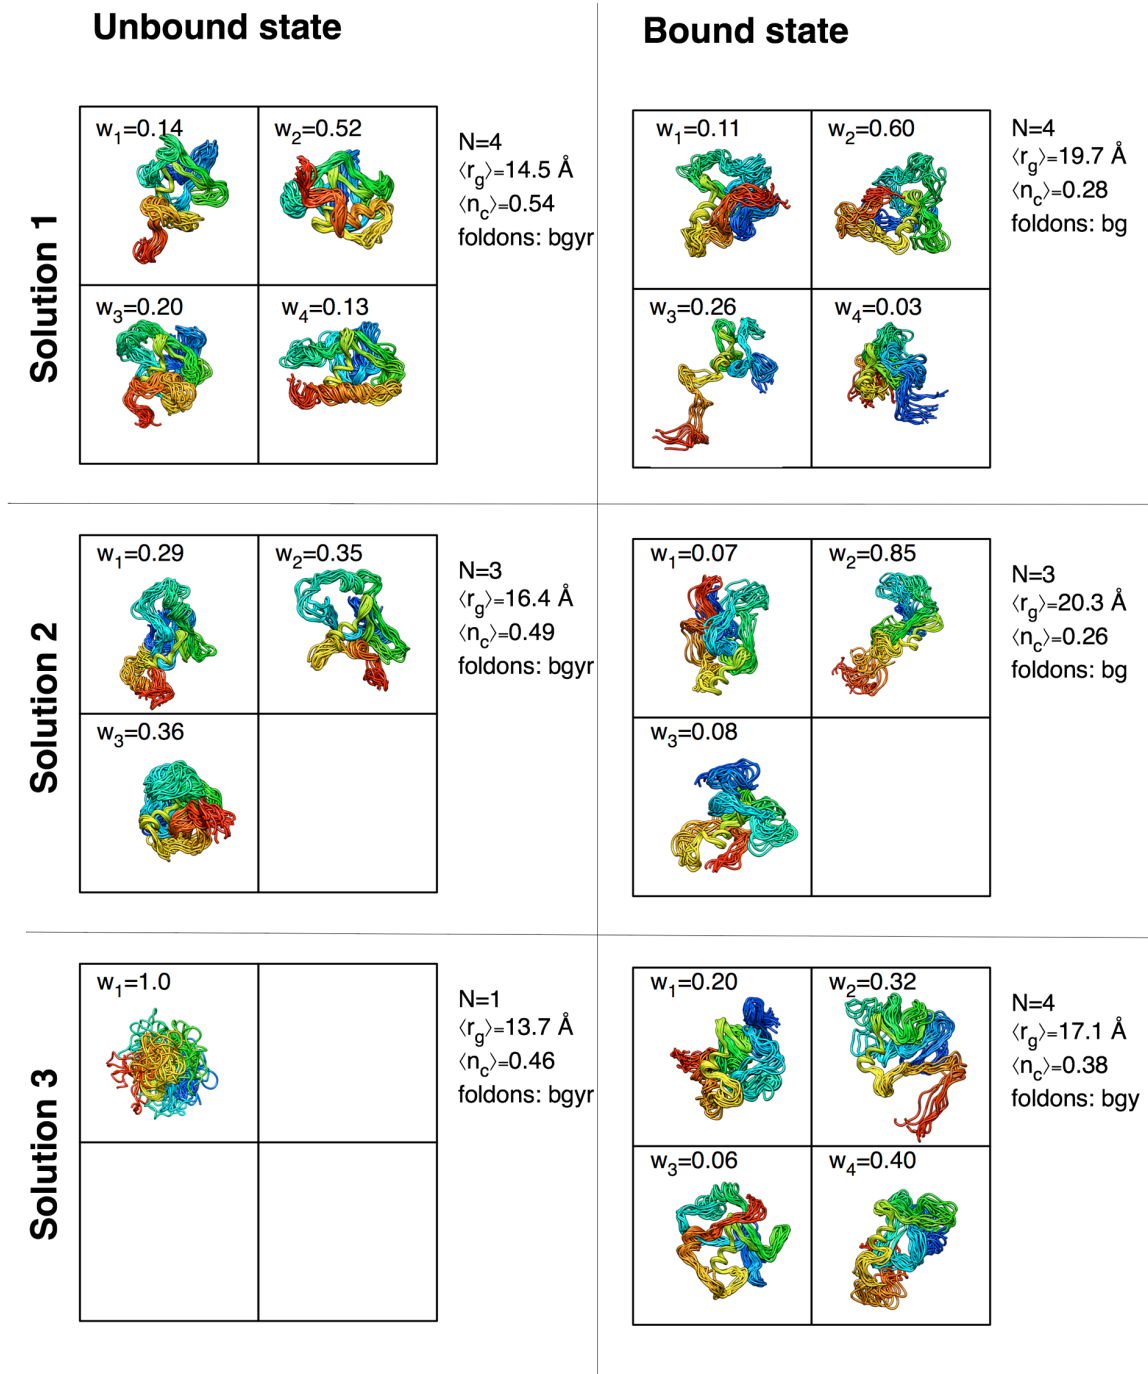 Unbound state
Bound state
Solution 1
w1=0.14
w2=0.52
w3=0.20
w4=0.13
N=4
⟨rg⟩=14.5 Å
⟨nc⟩=0.54
foldons: bgyr
w1=0.11
w2=0.60
w3=0.26
w4=0.03
N=4
⟨rg⟩=19.7 Å
⟨nc⟩=0.28
foldons: bg
Solution 2
w1=0.29
w2=0.35
w3=0.36
N=3
⟨rg⟩=16.4 Å
⟨nc⟩=0.49
foldons: bgyr
w1=0.07
w2=0.85
w3=0.08
N=3
⟨rg⟩=20.3 Å
⟨nc⟩=0.26
foldons: bg
Solution 3
w1=1.0
N=1
⟨rg⟩=13.7 Å
⟨nc⟩=0.46
foldons: bgyr
w1=0.20
w2=0.32
w3=0.06
w4=0.40
N=4
⟨rg⟩=17.1 Å
⟨nc⟩=0.38
foldons: bgy